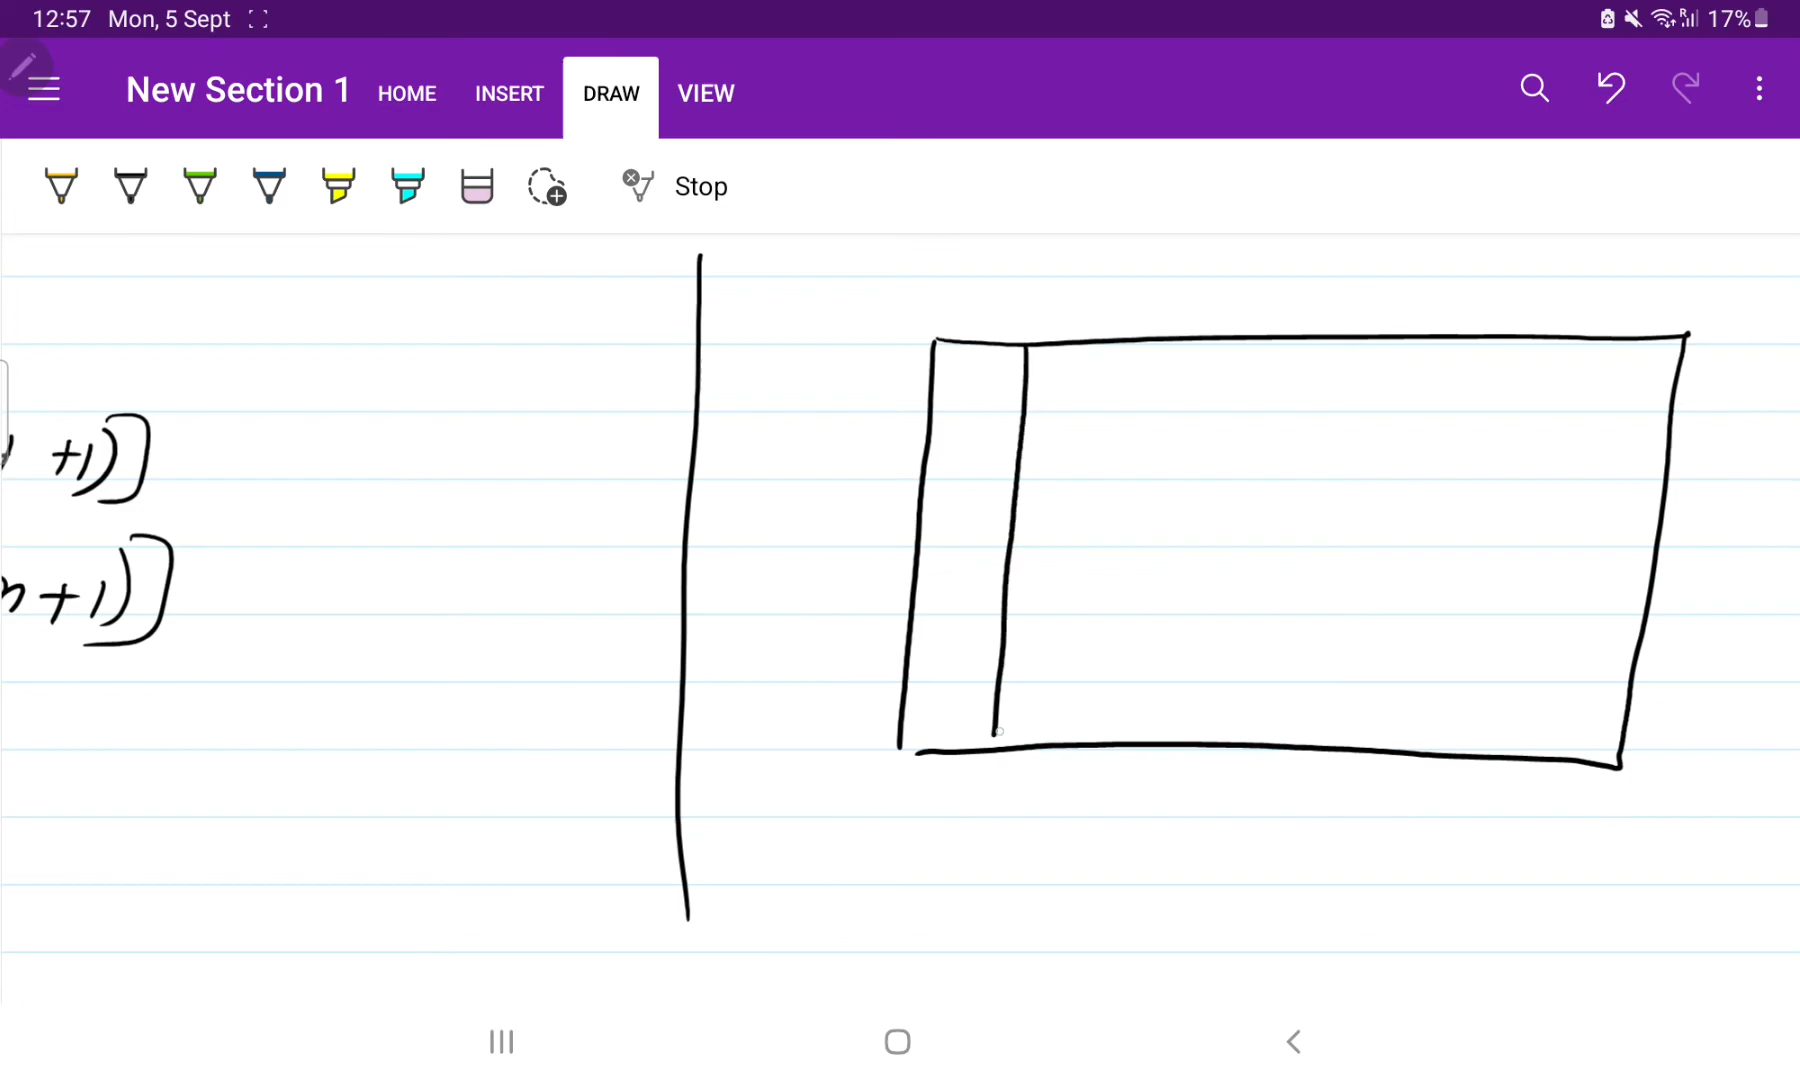 12:57 Mon, 5 Sept R 17%
New Section 1 HOME INSERT DRAW VIEW
Stop
+1)]
n+1)]